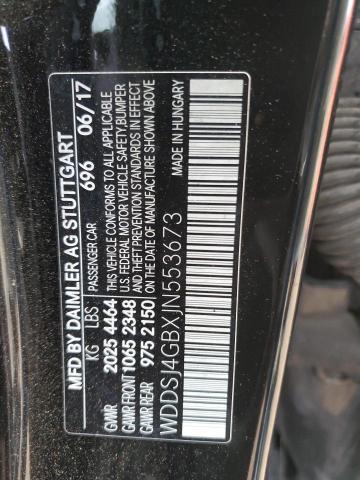 MFD BY DAIMLER AG STUTTGART
PASSENGER CAR 696 06/17
KG LBS
GVWR 2025 4464
GAWR FRONT 1065 2348
GAWR REAR 975 2150
THIS VEHICLE CONFORMS TO ALL APPLICABLE
U.S. FEDERAL MOTOR VEHICLE SAFETY, BUMPER
AND THEFT PREVENTION STANDARDS IN EFFECT
ON THE DATE OF MANUFACTURE SHOWN ABOVE
MADE IN HUNGARY
WDDSJ4GBXJN553673